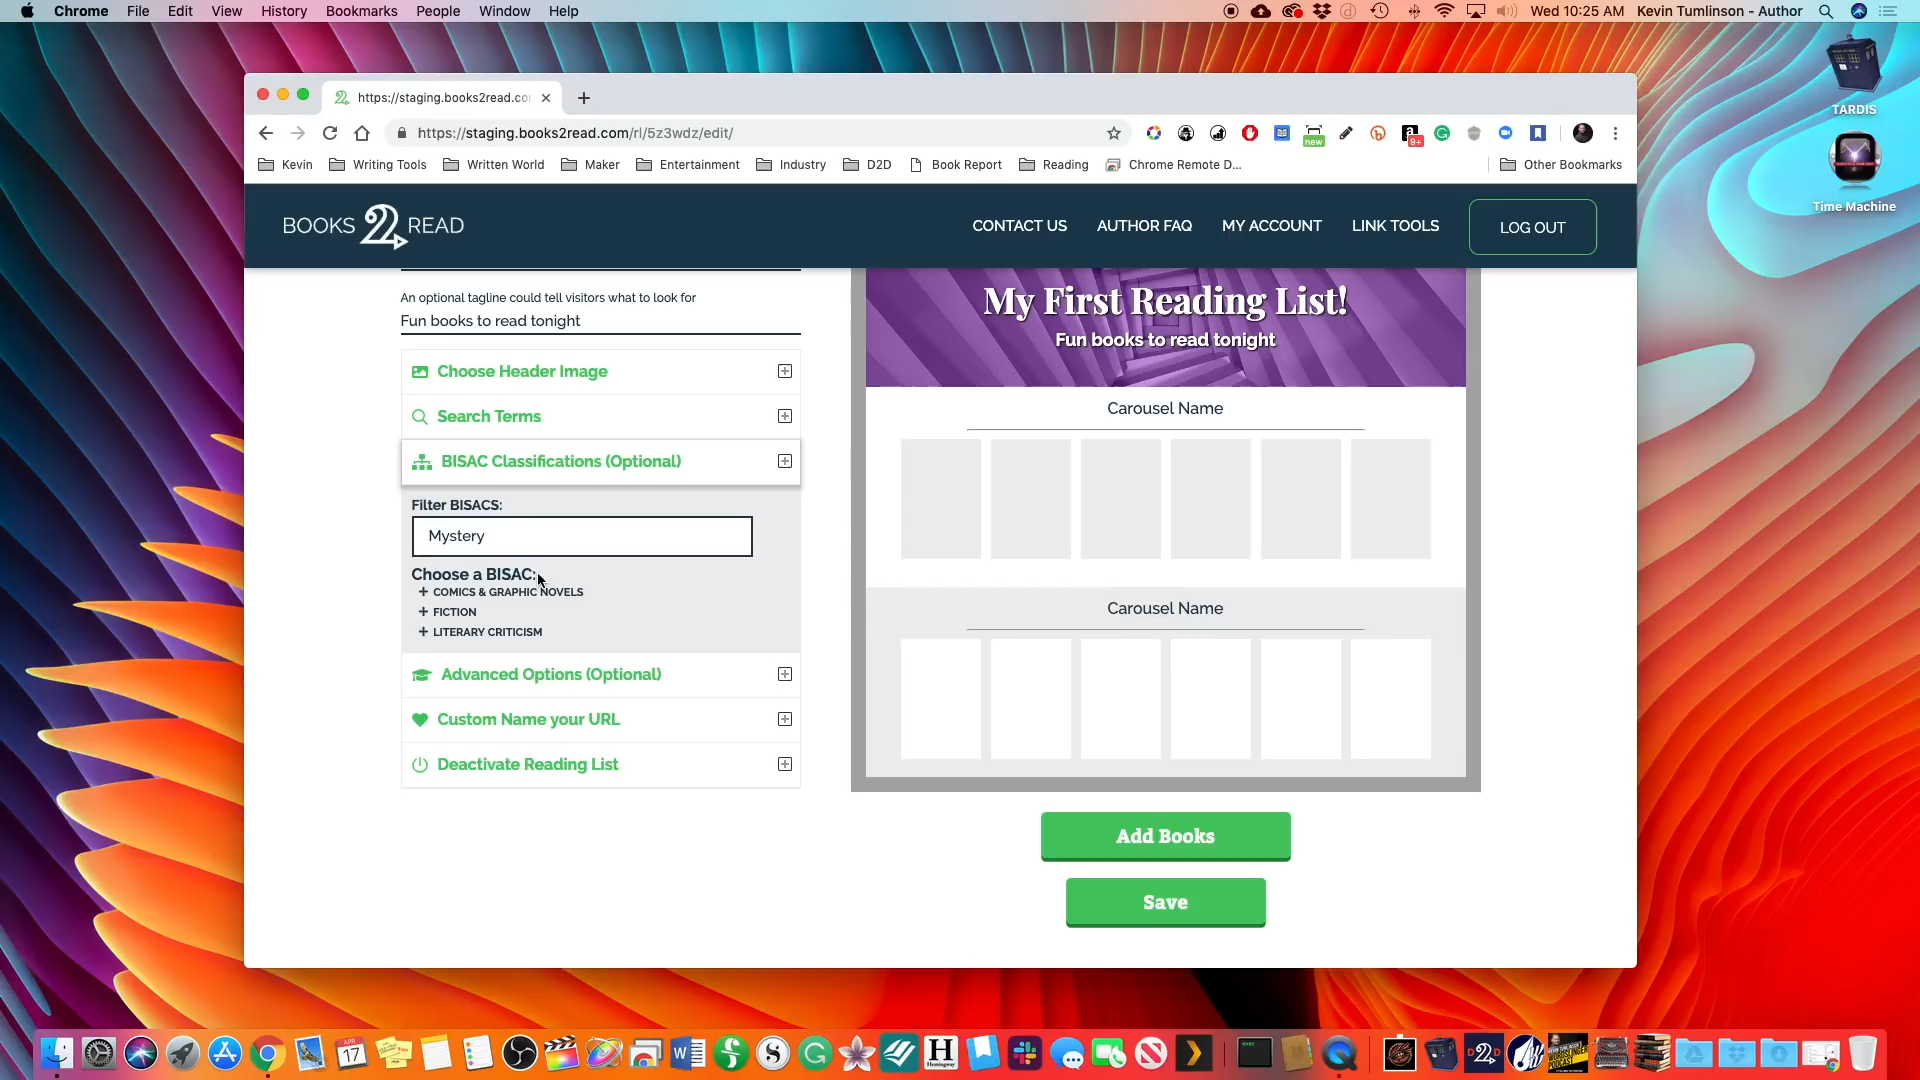 Chrome File Edit View History Bookmarks People Window Help
Wed 10:25 AM Kevin Tumlinson - Author
TARDIS
Time Machine
https://staging.books2read.co
https://staging.books2read.com/rl/5z3wdz/edit/
new
9+
Kevin Writing Tools Written World Maker Entertainment Industry D2D Book Report Reading Chrome Remote D... Other Bookmarks
BOOKS 2 READ
CONTACT US AUTHOR FAQ MY ACCOUNT LINK TOOLS LOG OUT
An optional tagline could tell visitors what to look for
Fun books to read tonight
Choose Header Image
Search Terms
BISAC Classifications (Optional)
Filter BISACS:
Mystery
Choose a BISAC:
+ COMICS & GRAPHIC NOVELS
+ FICTION
+ LITERARY CRITICISM
Advanced Options (Optional)
Custom Name your URL
Deactivate Reading List
My First Reading List!
Fun books to read tonight
Carousel Name
Carousel Name
Add Books
Save
APR
17
H
Hemingway
D2D